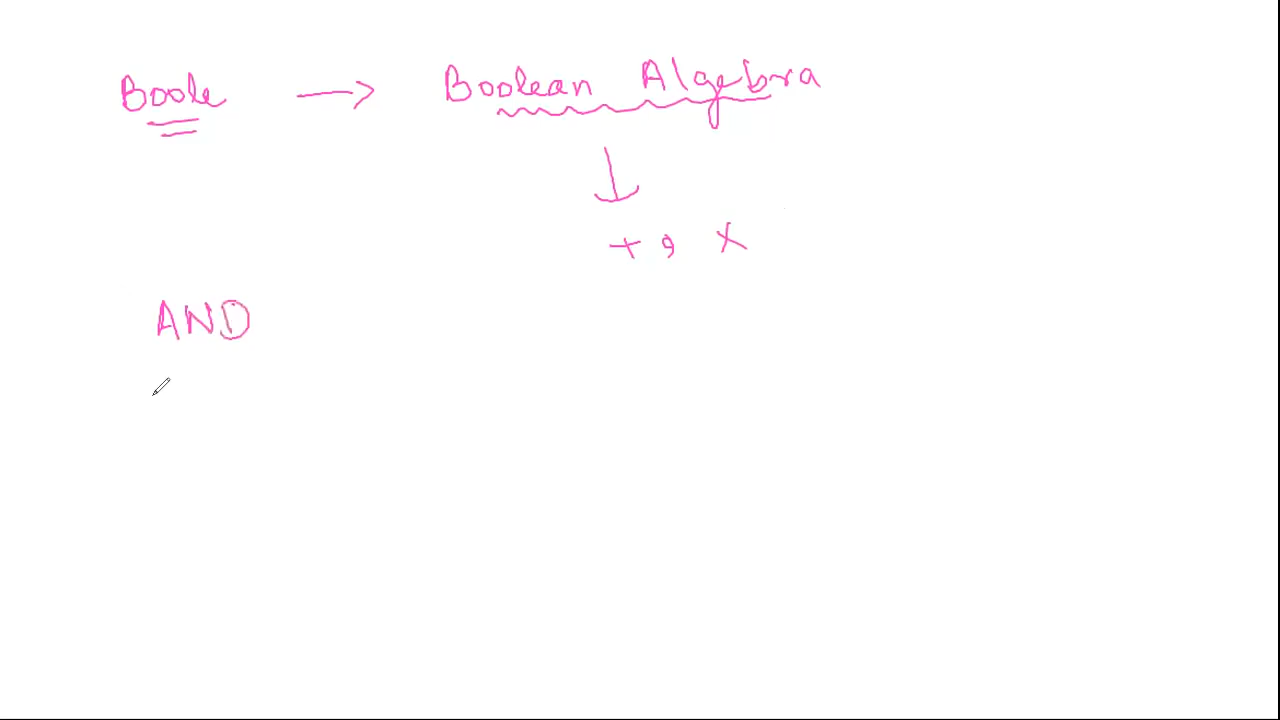 Boole → Boolean Algebra
↓
+, ×
AND